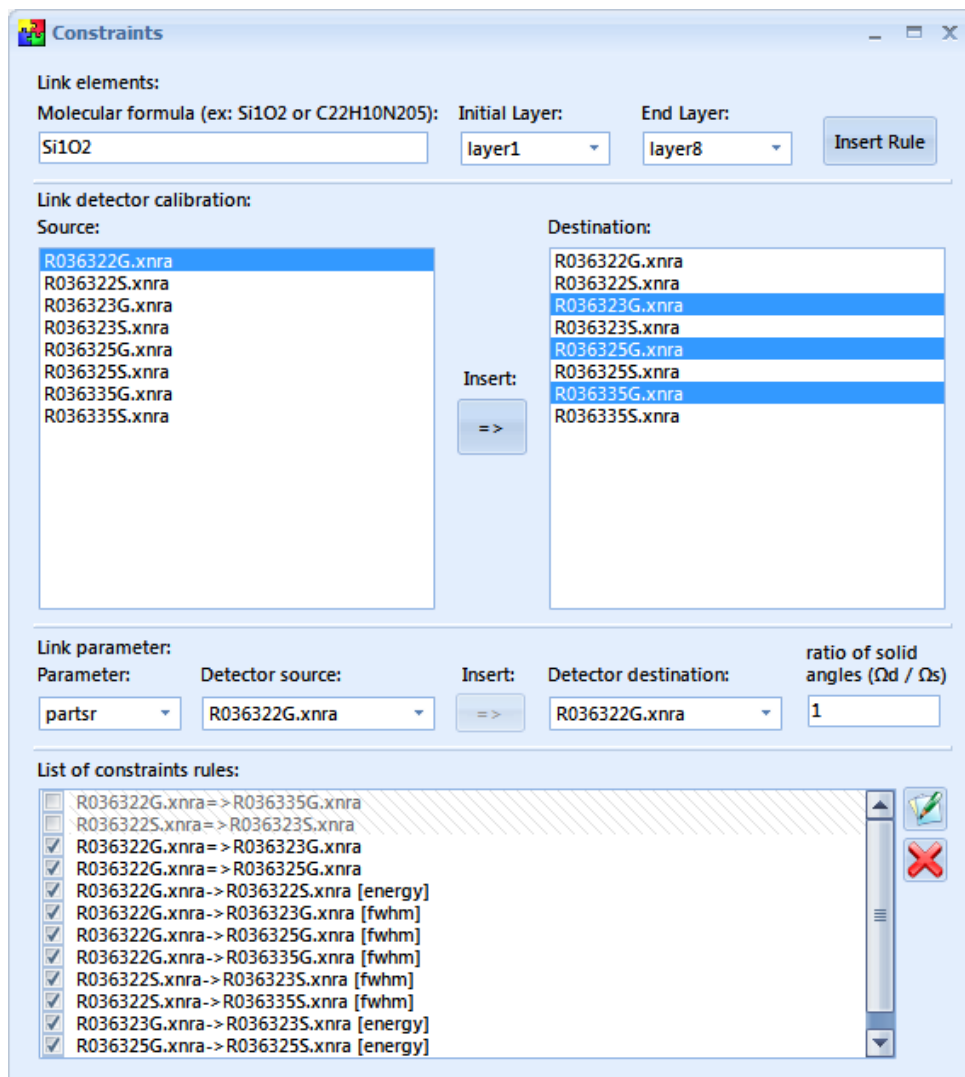 Constraints
Link elements:
Molecular formula (ex: Si1O2 or C22H10N205): Initial Layer: End Layer:
Si1O2 layer1 layer8 Insert Rule
Link detector calibration:
Source: Destination:
R036322G.xnra R036322G.xnra
R036322S.xnra R036322S.xnra
R036323G.xnra R036323G.xnra
R036323S.xnra R036323S.xnra
R036325G.xnra R036325G.xnra
R036325S.xnra Insert: R036325S.xnra
R036335G.xnra R036335G.xnra
R036335S.xnra => R036335S.xnra
Link parameter: ratio of solid
Parameter: Detector source: Insert: Detector destination: angles (Ωd / Ωs)
partsr R036322G.xnra => R036322G.xnra 1
List of constraints rules:
R036322G.xnra=>R036335G.xnra
R036322S.xnra=>R036323S.xnra
R036322G.xnra=>R036323G.xnra
R036322G.xnra=>R036325G.xnra
R036322G.xnra->R036322S.xnra [energy]
R036322G.xnra->R036323G.xnra [fwhm]
R036322G.xnra->R036325G.xnra [fwhm]
R036322G.xnra->R036335G.xnra [fwhm]
R036322S.xnra->R036323S.xnra [fwhm]
R036322S.xnra->R036335S.xnra [fwhm]
R036323G.xnra->R036323S.xnra [energy]
R036325G.xnra->R036325S.xnra [energy]